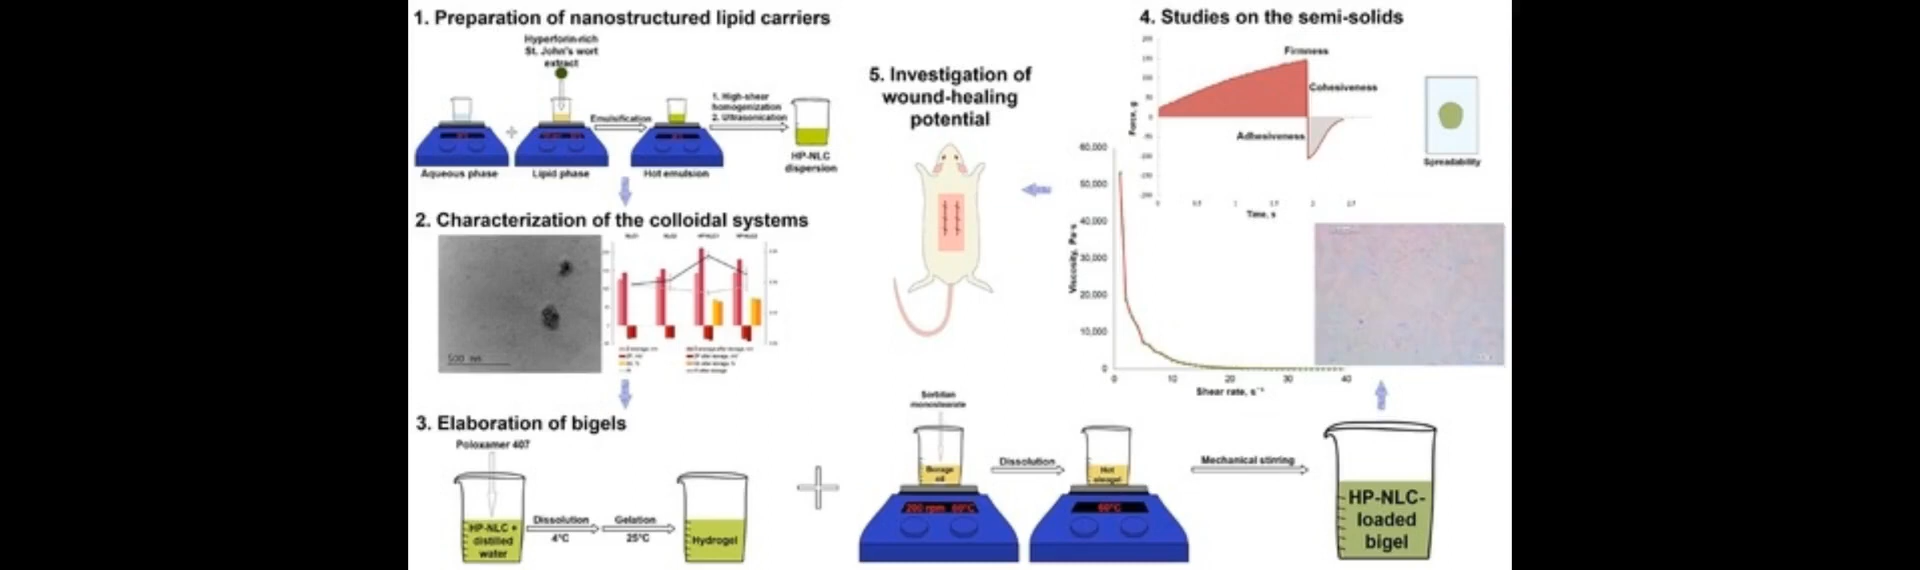 1. Preparation of nanostructured lipid carriers
Hyperforin-rich
St. John's wort
extract
Emulsification
1. High-shear
homogenization
2. Ultrasonication
Aqueous phase
Lipid phase
Hot emulsion
HP-NLC
dispersion
2. Characterization of the colloidal systems
500 nm
3. Elaboration of bigels
Poloxamer 407
HP-NLC +
distilled
water
Dissolution
4°C
Gelation
25°C
Hydrogel
Sorbitan
monostearate
Borage
oil
200 rpm 60°C
Dissolution
Hot
oleogel
60°C
Mechanical stirring
HP-NLC-
loaded
bigel
4. Studies on the semi-solids
Firmness
Cohesiveness
Adhesiveness
Force, g
Time, s
Spreadability
60,000
50,000
40,000
30,000
20,000
10,000
0
Viscosity, Pa·s
0
10
20
30
40
Shear rate, s⁻¹
5. Investigation of
wound-healing
potential